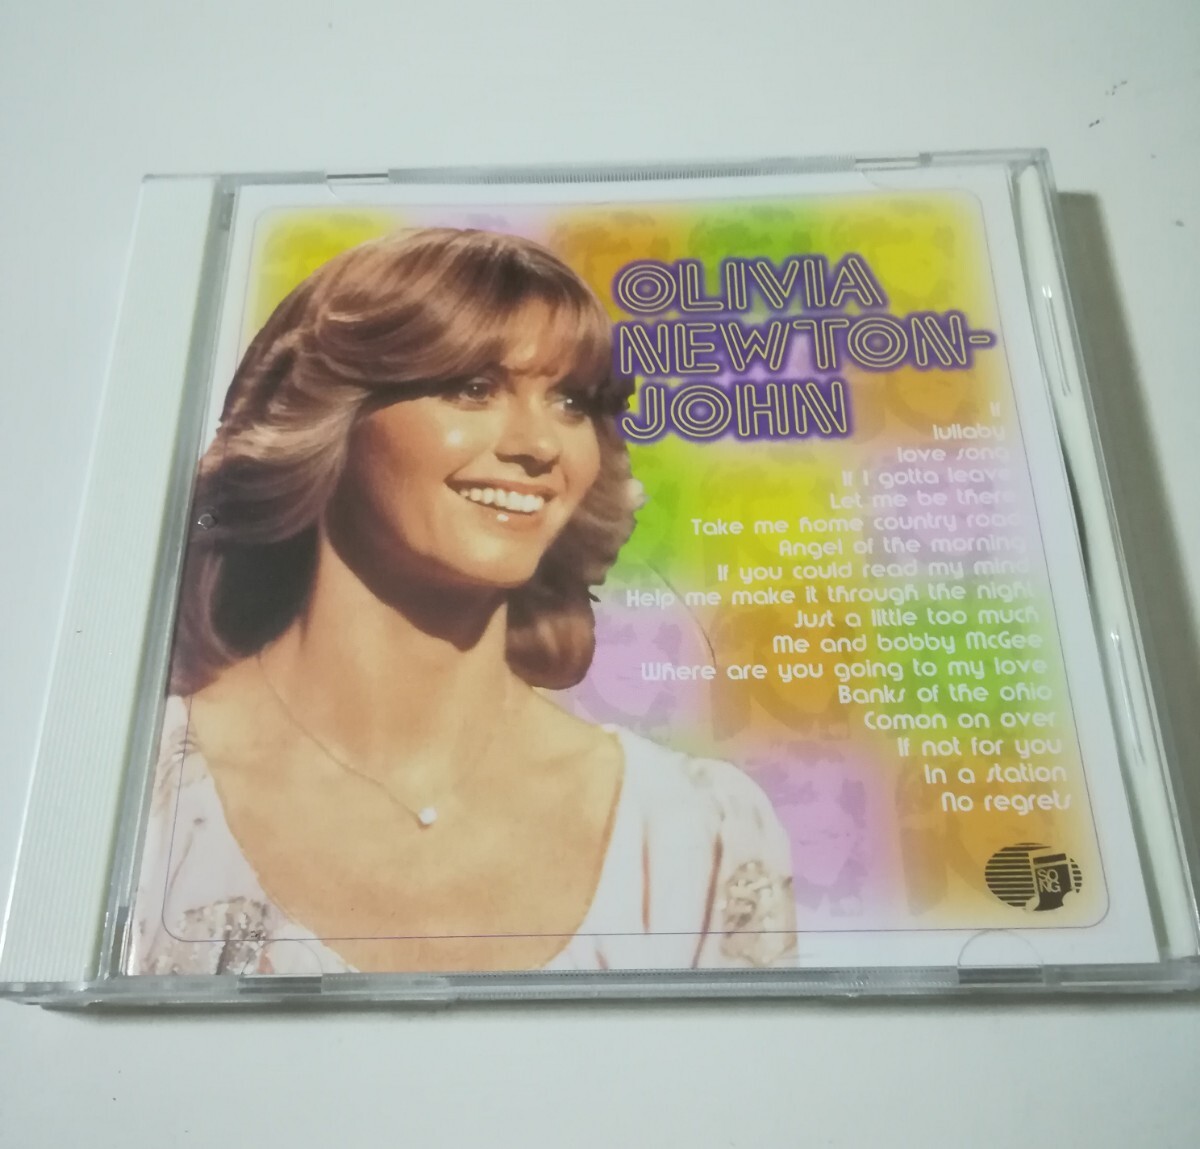 OLIVIA
NEWTON-
JOHN
If
lullaby
love song
If I gotta leave
Let me be there
Take me home country road
Angel of the morning
If you could read my mind
Help me make it through the night
Just a little too much
Me and bobby McGee
Where are you going to my love
Banks of the ohio
Comon on over
If not for you
In a station
No regrets
SO
NG